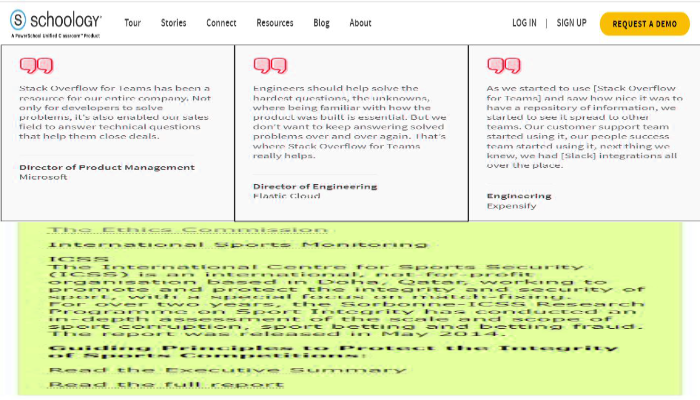 schoology®
A PowerSchool Unified Classroom™ Product
Tour
Stories
Connect
Resources
Blog
About
LOG IN | SIGN UP
REQUEST A DEMO
Stack Overflow for Teams has been a
resource for our entire company. Not
only for developers to solve
problems, it's also enabled our sales
field to answer technical questions
that help them close deals.
Director of Product Management
Microsoft
Engineers should help solve the
hardest questions, the unknowns,
where being familiar with how the
product was built is essential. But we
don't want to keep answering solved
problems over and over again. That's
where Stack Overflow for Teams
really helps.
Director of Engineering
Elastic Cloud
As we started to use [Stack Overflow
for Teams] and saw how nice it was to
have a repository of information, we
started to see it spread to other
teams. Our customer support team
started using it, our people success
team started using it, next thing we
knew, we had [Slack] integrations all
over the place.
Engineering
Expensify
The Ethics Commission
International Sports Monitoring
ICSS
The International Centre for Sports Security
(ICSS) is an international, not-for-profit
organisation based in Doha, Qatar working to
promote and protect the integrity and security of
sport, with a special focus on match-fixing.
For over two years, the Sorbonne-ICSS Research
Programme on Sport Integrity has conducted an
in-depth assessment of the scale and scope of
sport corruption, sport betting and betting fraud.
The report was released in May 2014.
Guiding Principles to Protect the Integrity
of Sports Competitions:
Read the Executive Summary
Read the full report